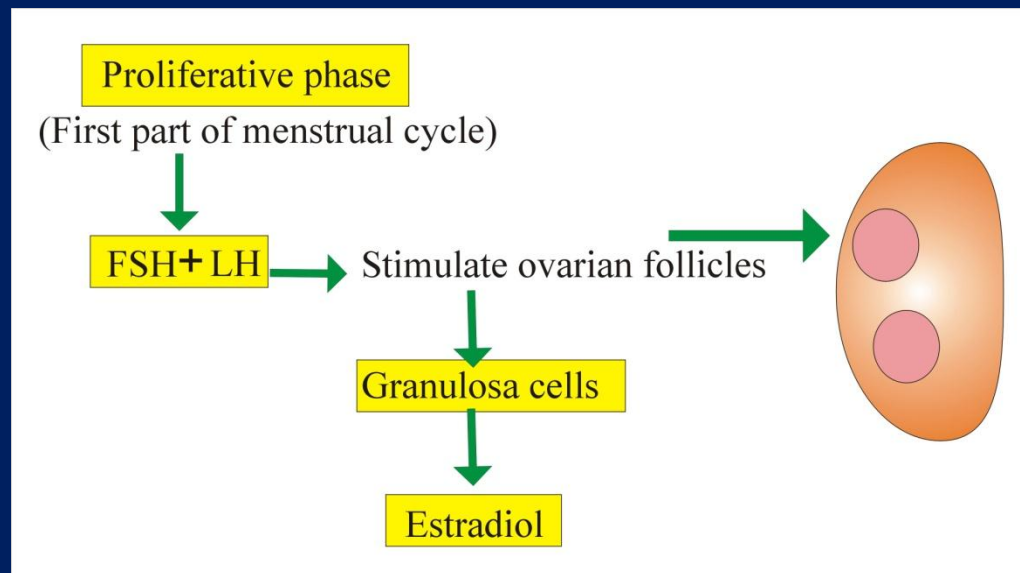 Proliferative phase
(First part of menstrual cycle)
FSH+ LH
Stimulate ovarian follicles
Granulosa cells
Estradiol